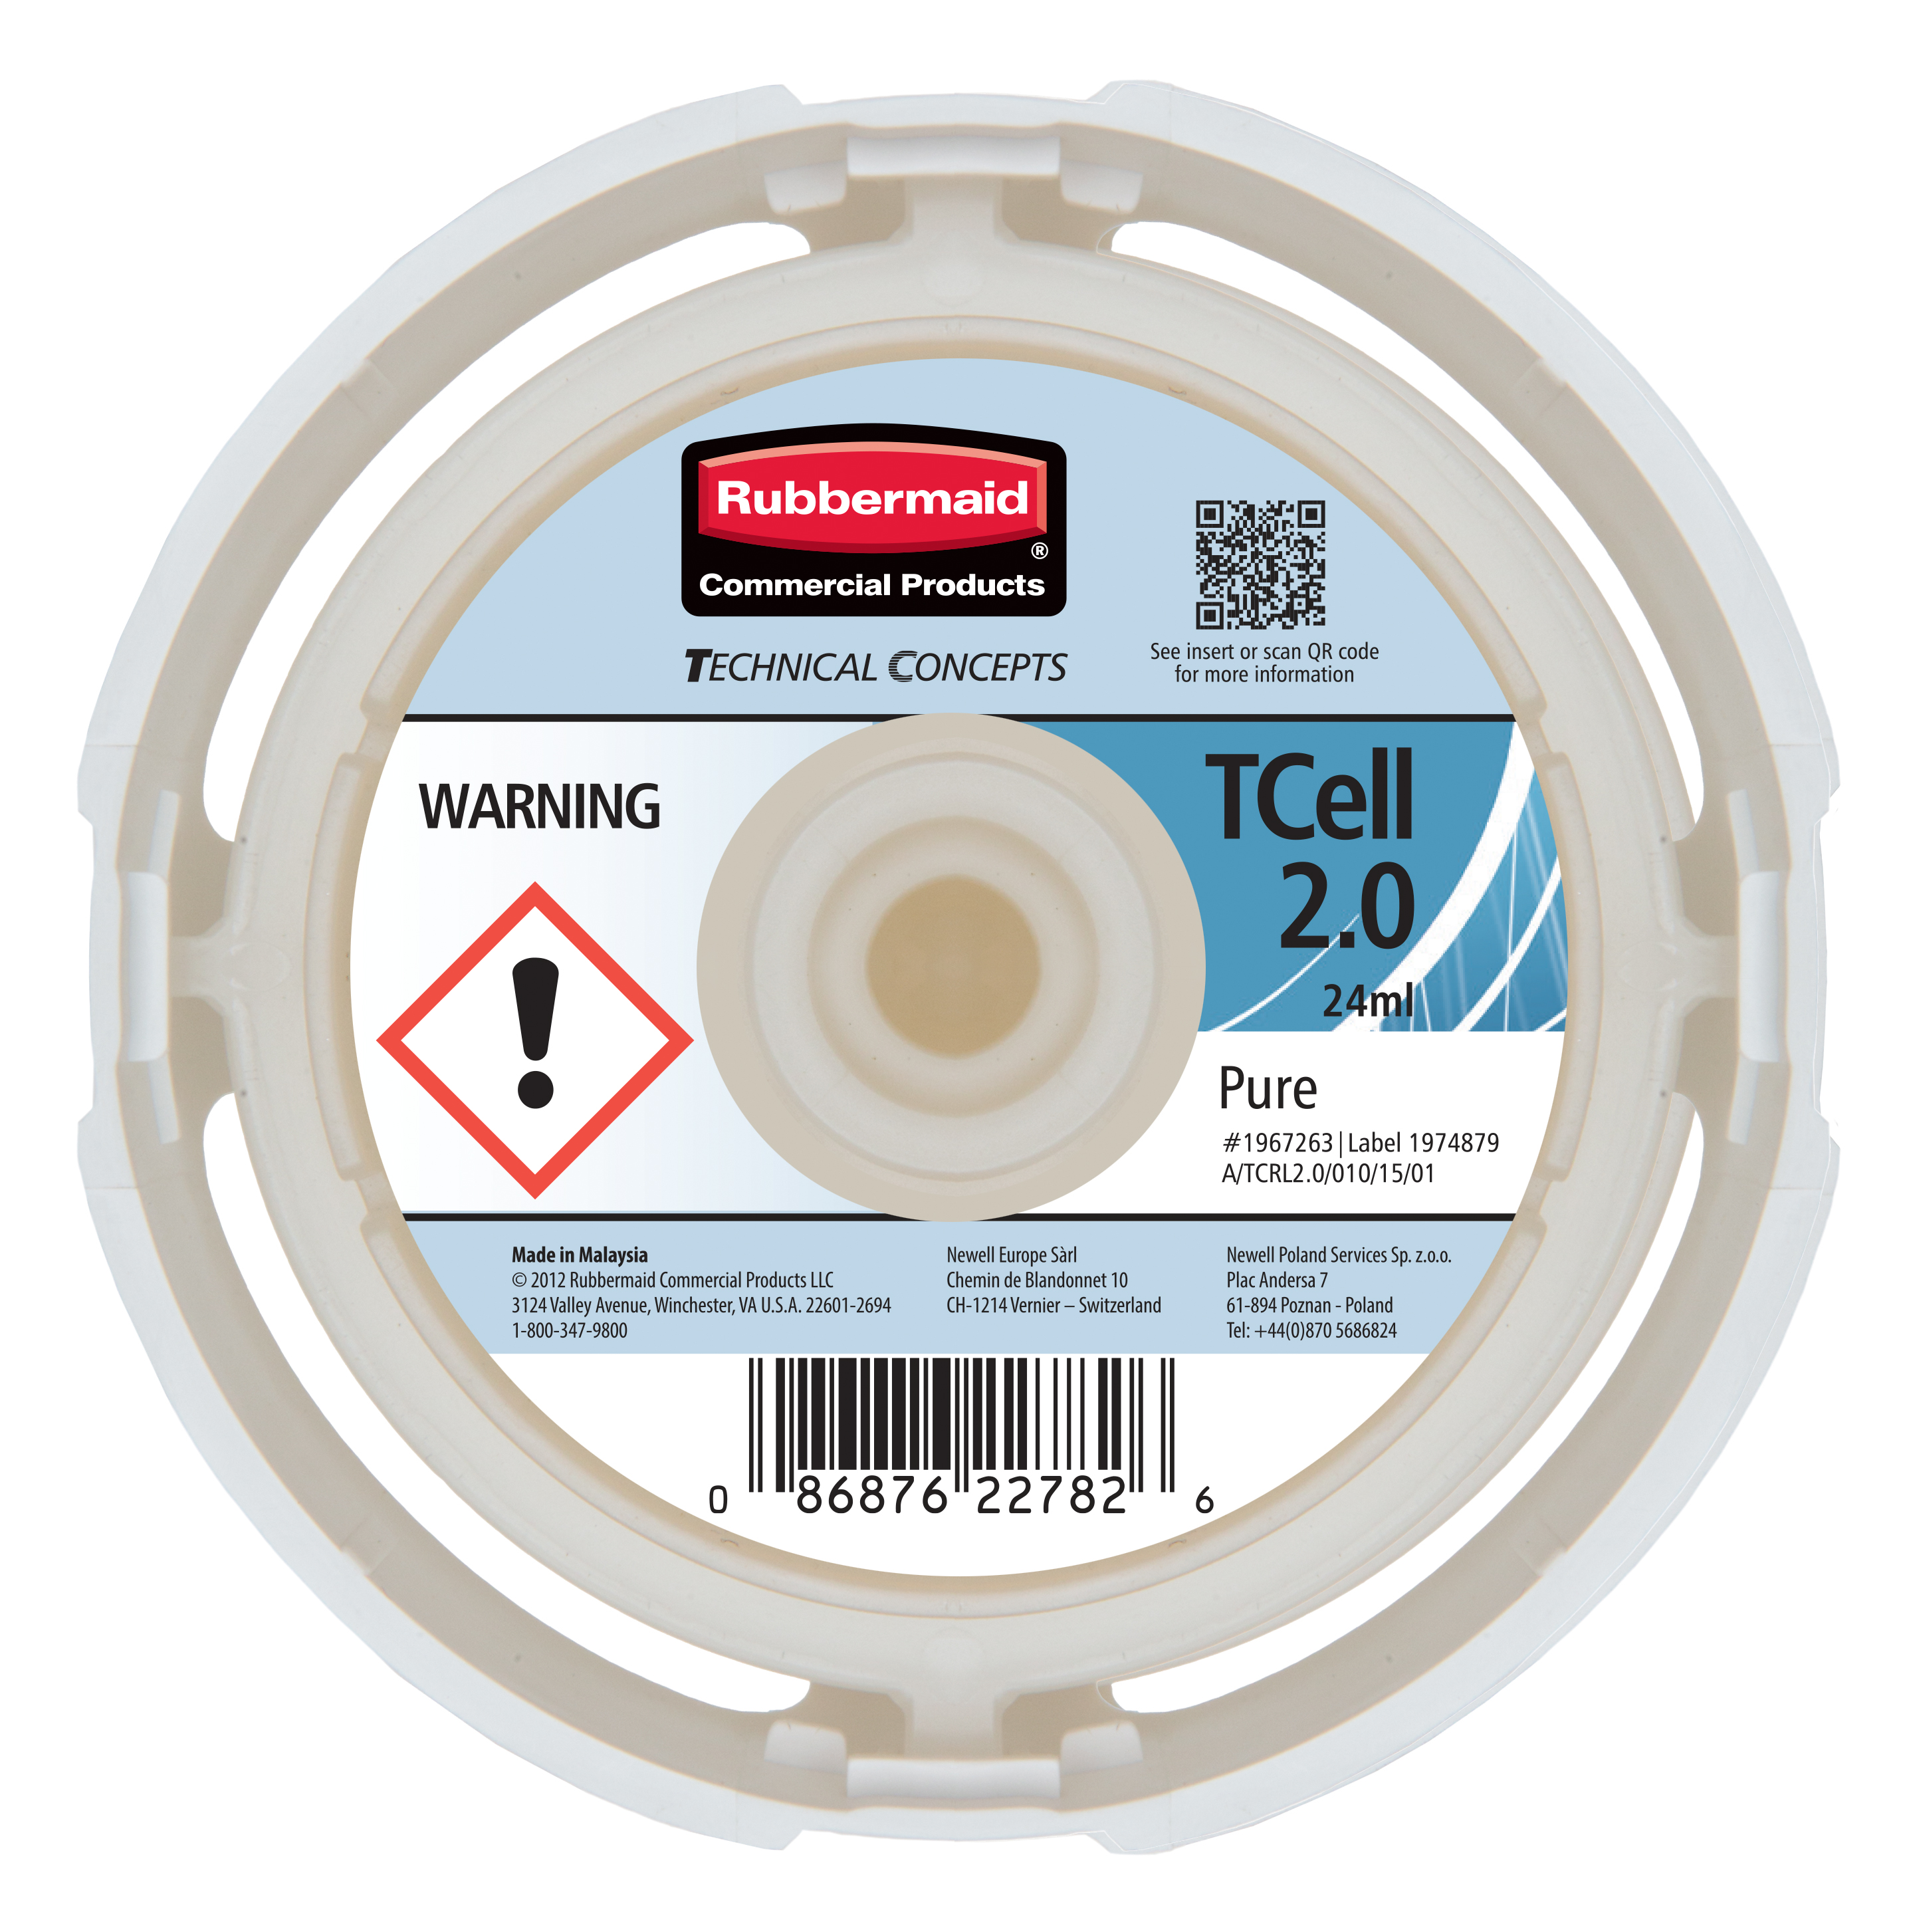 Rubbermaid
®
Commercial Products
TECHNICAL CONCEPTS
See insert or scan QR code
for more information
WARNING
TCell
2.0
24ml
Pure
#1967263|Label 1974879
A/TCRL2.0/010/15/01
Made in Malaysia
© 2012 Rubbermaid Commercial Products LLC
3124 Valley Avenue, Winchester, VA U.S.A. 22601-2694
1-800-347-9800
Newell Europe Sàrl
Chemin de Blandonnet 10
CH-1214 Vernier – Switzerland
Newell Poland Services Sp. z.o.o.
Plac Andersa 7
61-894 Poznan - Poland
Tel: +44(0)870 5686824
0 86876 22782 6